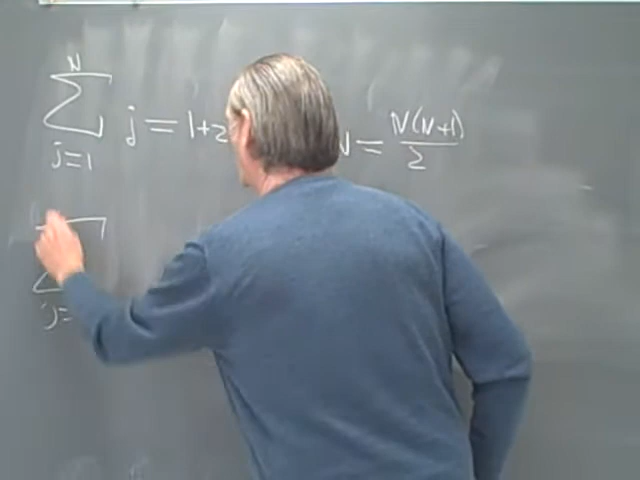 N
∑ j = 1+2 N = N(N+1)/2
j=1
∑
j=